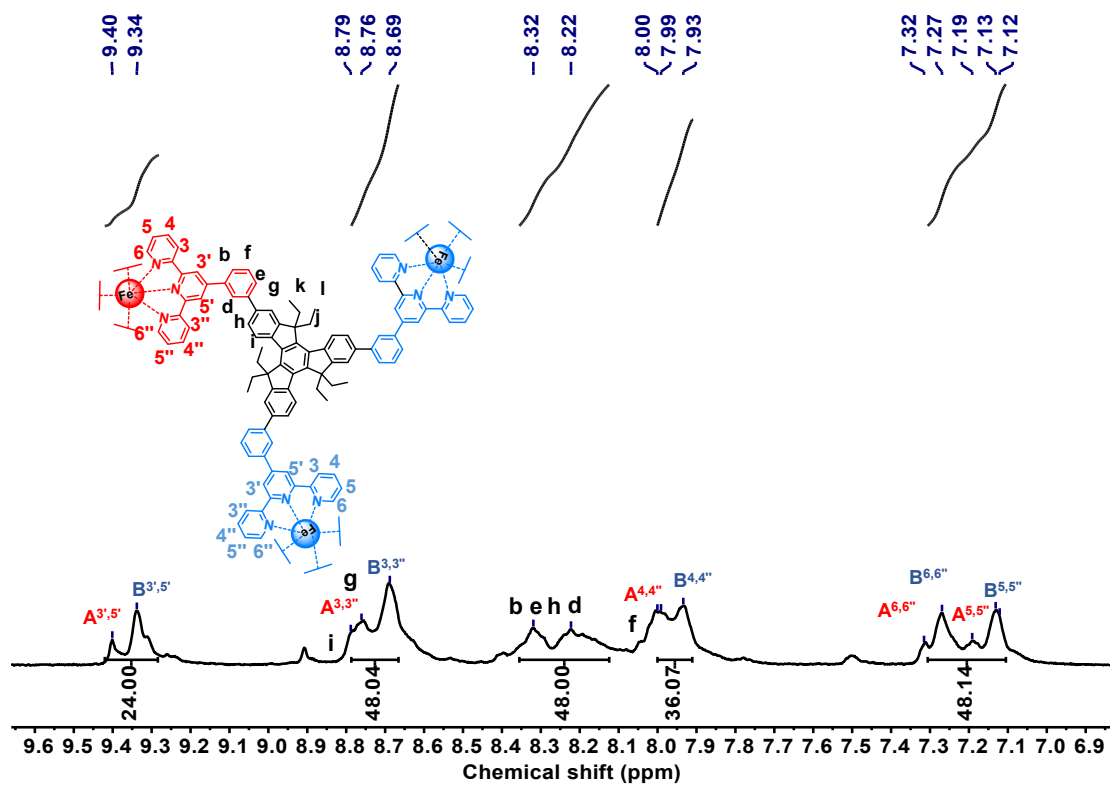 9.40
9.34
8.79
8.76
8.69
8.32
8.22
8.00
7.99
7.93
7.32
7.27
7.19
7.13
7.12
5 4
6 3
3'
b f
N
e
k
g
l
Fe
N
5'
d
j
h
N
3''
i
6''
5'' 4''
Fe
N
N
N
5' 3 4
3' 5
N
3'' N N 6
4''
Fe
5'' 6''
g
B3',5'
A3',5'
i
A3,3''
B3,3''
b e h d
f
A4,4''
B4,4''
B6,6''
A6,6''
A5,5''
B5,5''
24.00
48.04
48.00
36.07
48.14
9.6 9.5 9.4 9.3 9.2 9.1 9.0 8.9 8.8 8.7 8.6 8.5 8.4 8.3 8.2 8.1 8.0 7.9 7.8 7.7 7.6 7.5 7.4 7.3 7.2 7.1 7.0 6.9
Chemical shift (ppm)